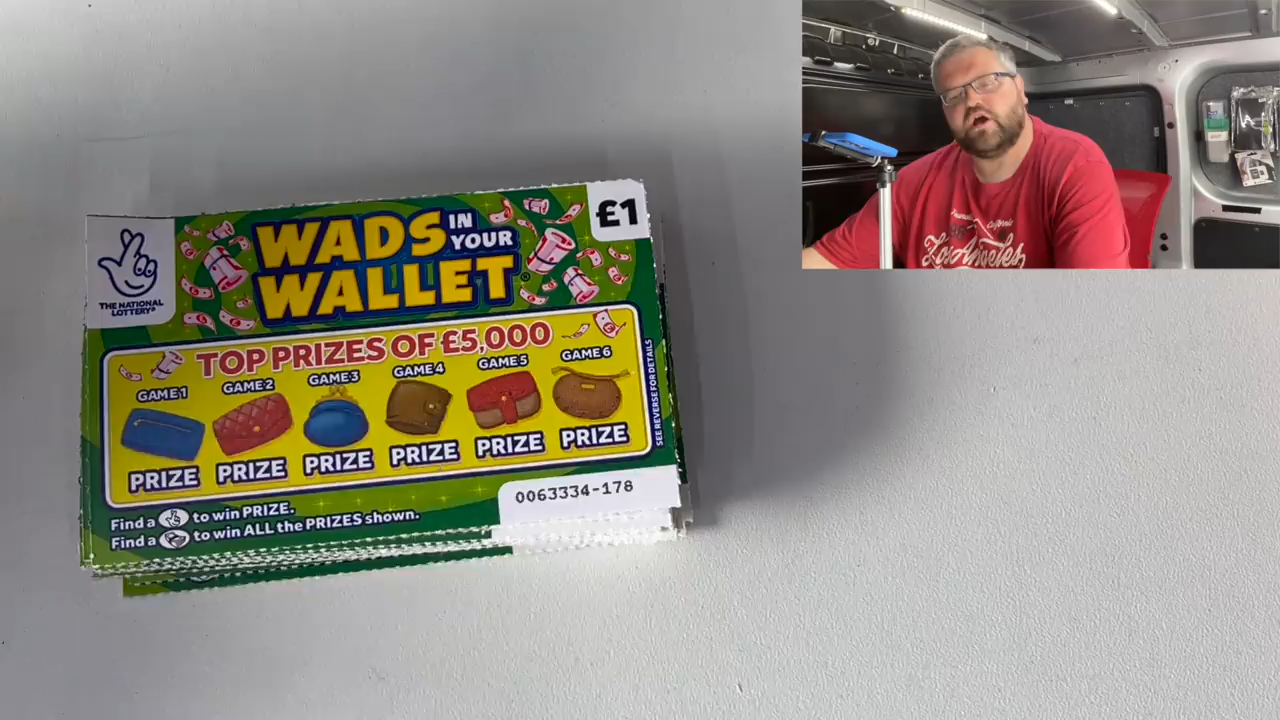 £1
WADS IN YOUR
WALLET
THE NATIONAL
LOTTERY®
TOP PRIZES OF £5,000
GAME 1
GAME 2
GAME 3
GAME 4
GAME 5
GAME 6
PRIZE
PRIZE
PRIZE
PRIZE
PRIZE
PRIZE
SEE REVERSE FOR DETAILS
0063334-178
Find a to win PRIZE.
Find a to win ALL the PRIZES shown.
California
Los Angeles